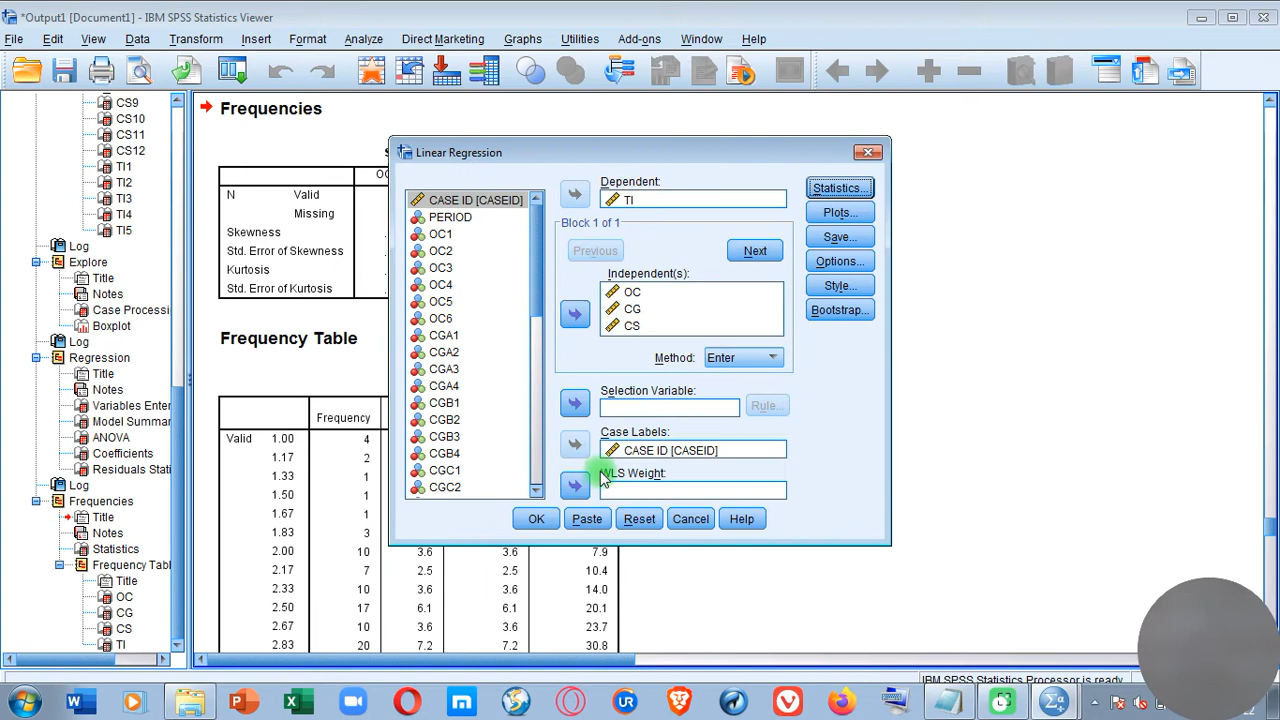 *Output1 [Document1] - IBM SPSS Statistics Viewer
File Edit View Data Transform Insert Format Analyze Direct Marketing Graphs Utilities Add-ons Window Help
CS9
CS10
CS11
CS12
TI1
TI2
TI3
TI4
TI5
Log
Explore
Title
Notes
Case Processi
Boxplot
Log
Regression
Title
Notes
Variables Enter
Model Summar
ANOVA
Coefficients
Residuals Stati
Log
Frequencies
Title
Notes
Statistics
Frequency Tabl
Title
OC
CG
CS
TI
Frequencies
OC
N Valid
Missing
Skewness
Std. Error of Skewness
Kurtosis
Std. Error of Kurtosis
Frequency Table
Frequency
Valid 1.00 4
1.17 2
1.33 1
1.50 1
1.67 1
1.83 3
2.00 10 3.6 3.6 7.9
2.17 7 2.5 2.5 10.4
2.33 10 3.6 3.6 14.0
2.50 17 6.1 6.1 20.1
2.67 10 3.6 3.6 23.7
2.83 20 7.2 7.2 30.8
Linear Regression
CASE ID [CASEID]
PERIOD
OC1
OC2
OC3
OC4
OC5
OC6
CGA1
CGA2
CGA3
CGA4
CGB1
CGB2
CGB3
CGB4
CGC1
CGC2
Dependent:
TI
Block 1 of 1
Previous Next
Independent(s):
OC
CG
CS
Method: Enter
Selection Variable:
Rule...
Case Labels:
CASE ID [CASEID]
WLS Weight:
OK Paste Reset Cancel Help
Statistics...
Plots...
Save...
Options...
Style...
Bootstrap...
IBM SPSS Statistics Processor is ready